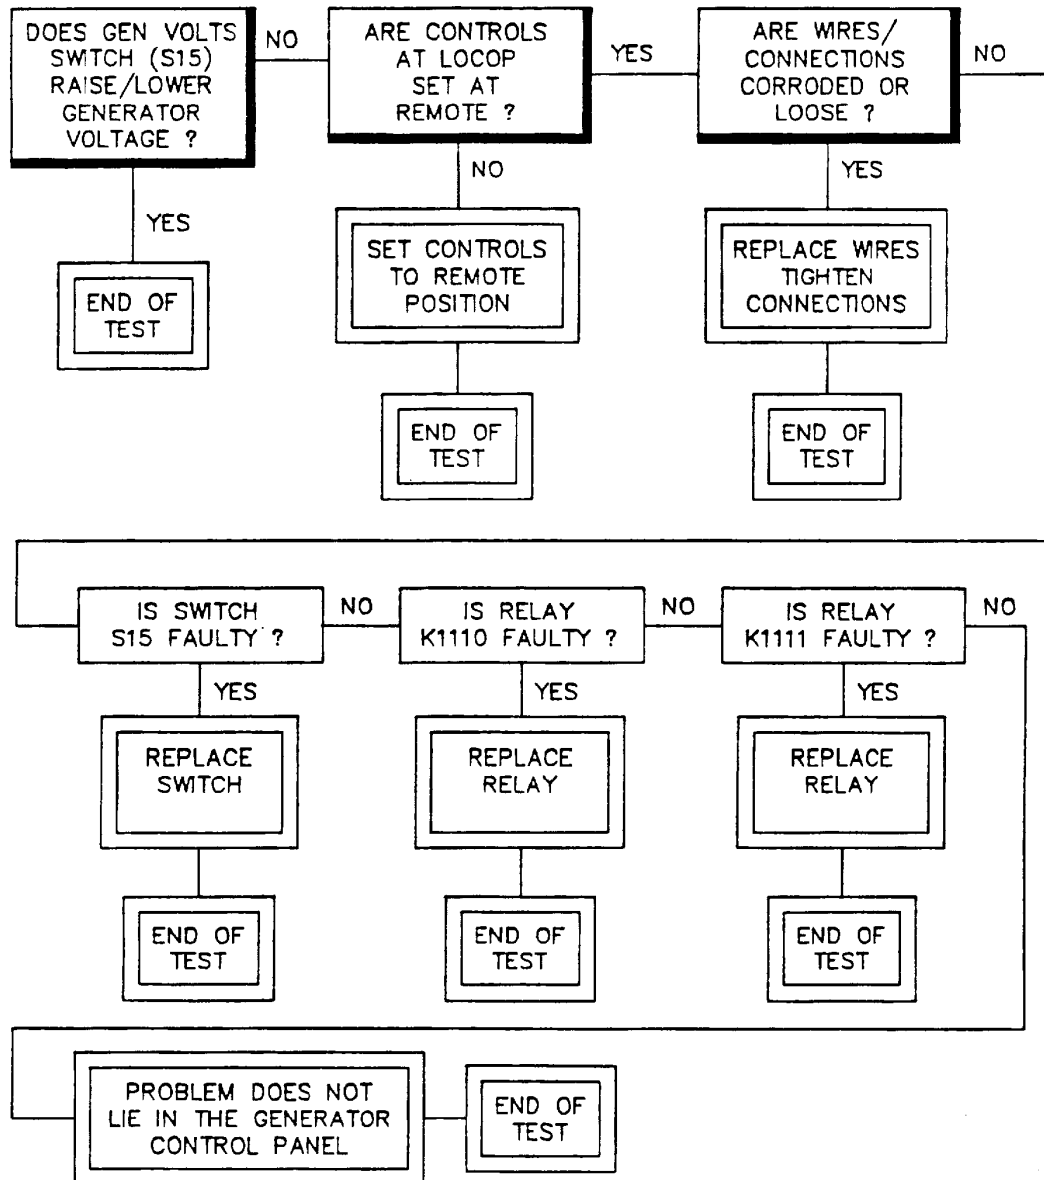 DOES GEN VOLTS
SWITCH (S15)
RAISE/LOWER
GENERATOR
VOLTAGE ?
NO
ARE CONTROLS
AT LOCOP
SET AT
REMOTE ?
YES
ARE WIRES/
CONNECTIONS
CORRODED OR
LOOSE ?
NO
YES
NO
YES
END OF
TEST
SET CONTROLS
TO REMOTE
POSITION
REPLACE WIRES
TIGHTEN
CONNECTIONS
END OF
TEST
END OF
TEST
IS SWITCH
S15 FAULTY ?
NO
IS RELAY
K1110 FAULTY ?
NO
IS RELAY
K1111 FAULTY ?
NO
YES
YES
YES
REPLACE
SWITCH
REPLACE
RELAY
REPLACE
RELAY
END OF
TEST
END OF
TEST
END OF
TEST
PROBLEM DOES NOT
LIE IN THE GENERATOR
CONTROL PANEL
END OF
TEST